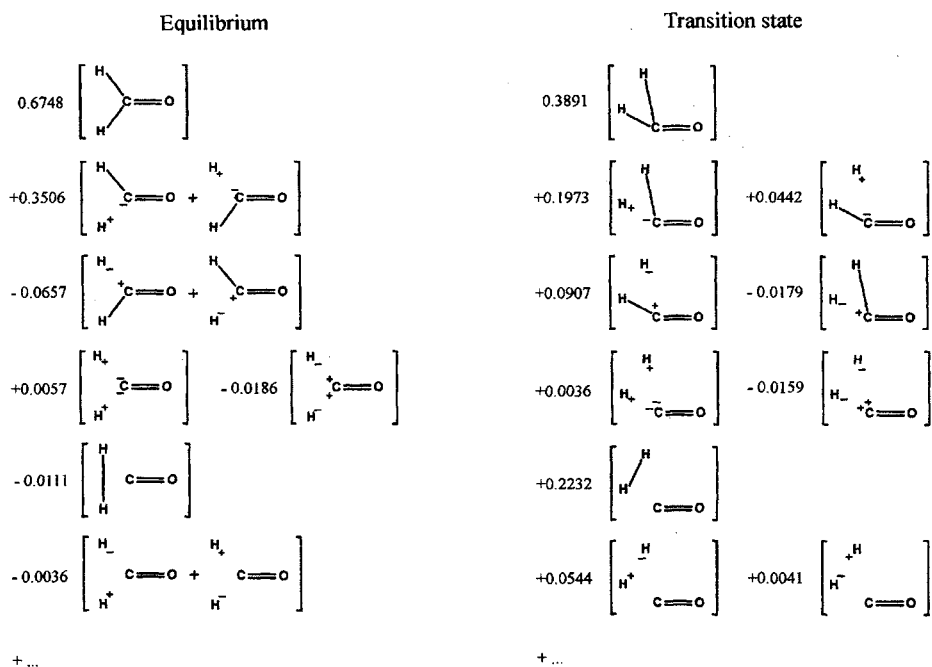 Equilibrium
Transition state
0.6748 [ H H C O ]
0.3891 [ H H C O ]
+0.3506 [ H H+ C − O + H+ H C − O ]
+0.1973 [ H H+ − C O ]
+0.0442 [ H + H C − O ]
- 0.0657 [ H− H C + O + H H− C + O ]
+0.0907 [ H − H C + O ]
- 0.0179 [ H H− + C O ]
+0.0057 [ H+ H+ C − − O ]
- 0.0186 [ H− H− C + + O ]
+0.0036 [ H + H+ − − C O ]
- 0.0159 [ H − H− + + C O ]
- 0.0111 [ H H C O ]
+0.2232 [ H H C O ]
- 0.0036 [ H− H+ C O + H+ H− C O ]
+0.0544 [ H − H+ C O ]
+0.0041 [ + H H− C O ]
+ ...
+ ...